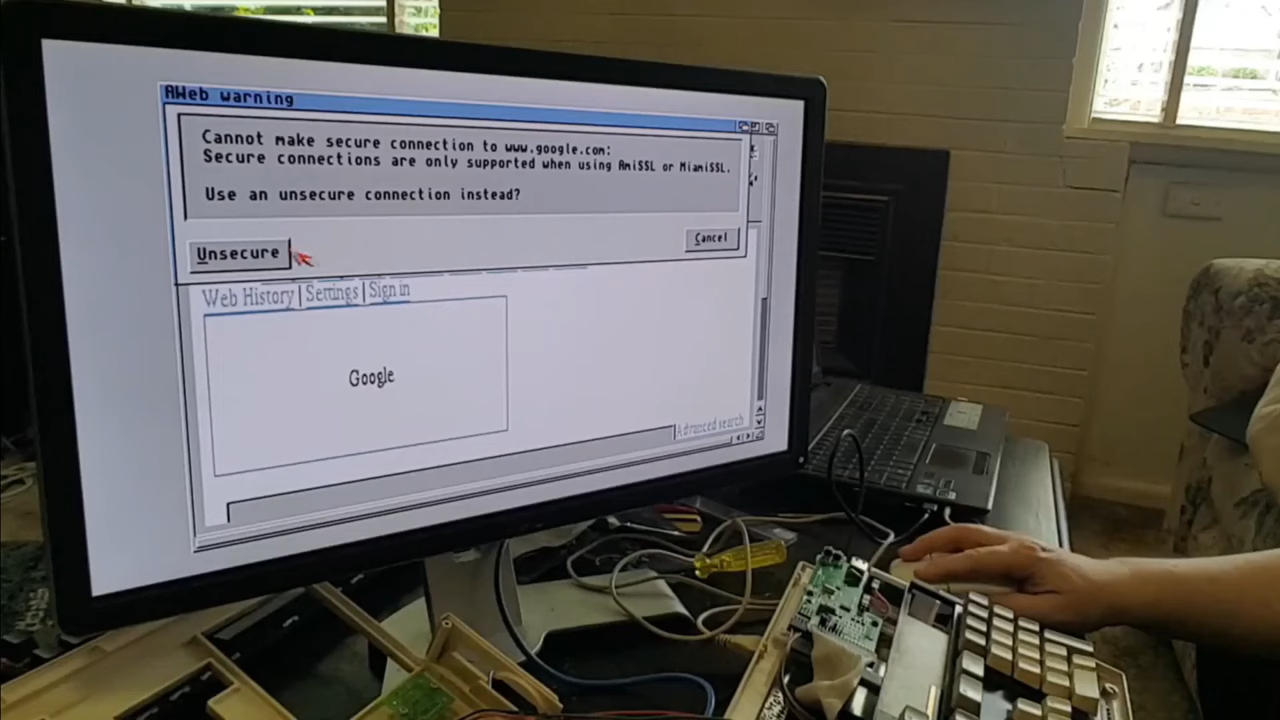 AWeb warning
Cannot make secure connection to www.google.com:
Secure connections are only supported when using AmiSSL or MiamiSSL.
Use an unsecure connection instead?
Unsecure
Cancel
Web History | Settings | Sign in
Google
Advanced search